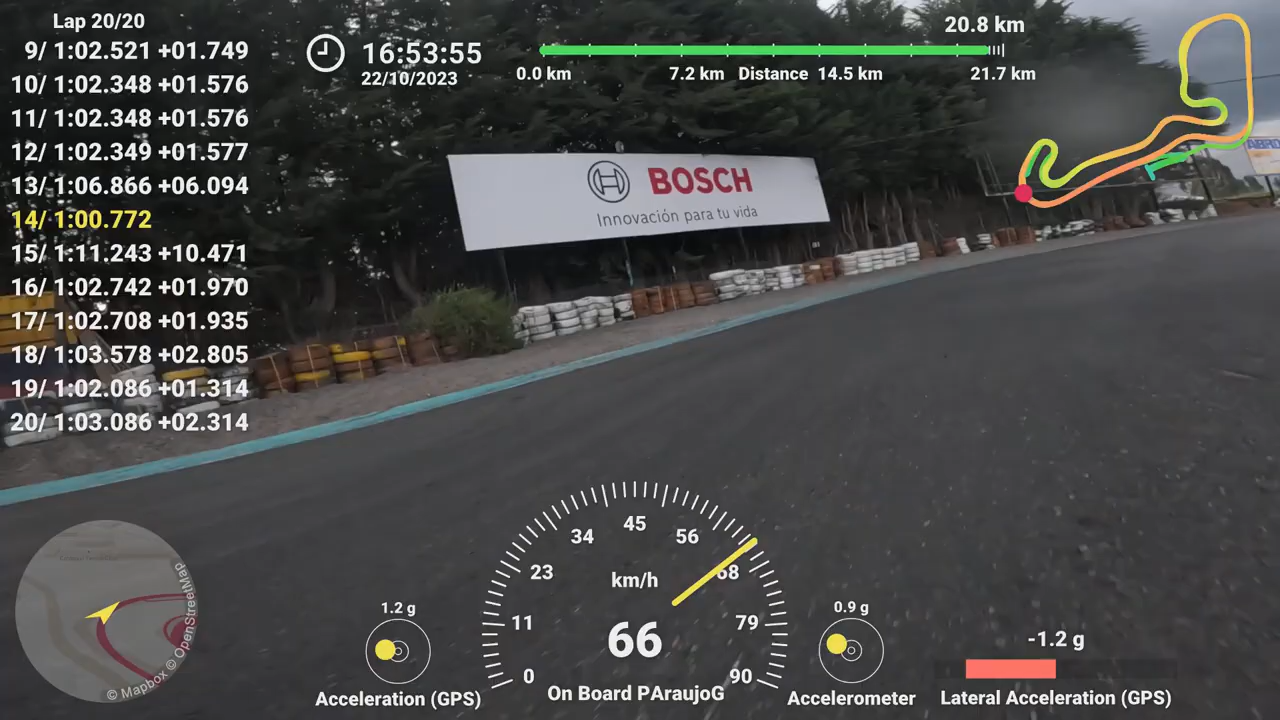 Lap 20/20
9/ 1:02.521 +01.749
10/ 1:02.348 +01.576
11/ 1:02.348 +01.576
12/ 1:02.349 +01.577
13/ 1:06.866 +06.094
14/ 1:00.772
15/ 1:11.243 +10.471
16/ 1:02.742 +01.970
17/ 1:02.708 +01.935
18/ 1:03.578 +02.805
19/ 1:02.086 +01.314
20/ 1:03.086 +02.314
16:53:55
22/10/2023
20.8 km
0.0 km 7.2 km Distance 14.5 km 21.7 km
BOSCH
Innovación para tu vida
© Mapbox © OpenStreetMap
1.2 g
Acceleration (GPS)
0 11 23 34 45 56 68 79 90
km/h
66
On Board PAraujoG
0.9 g
Accelerometer
-1.2 g
Lateral Acceleration (GPS)